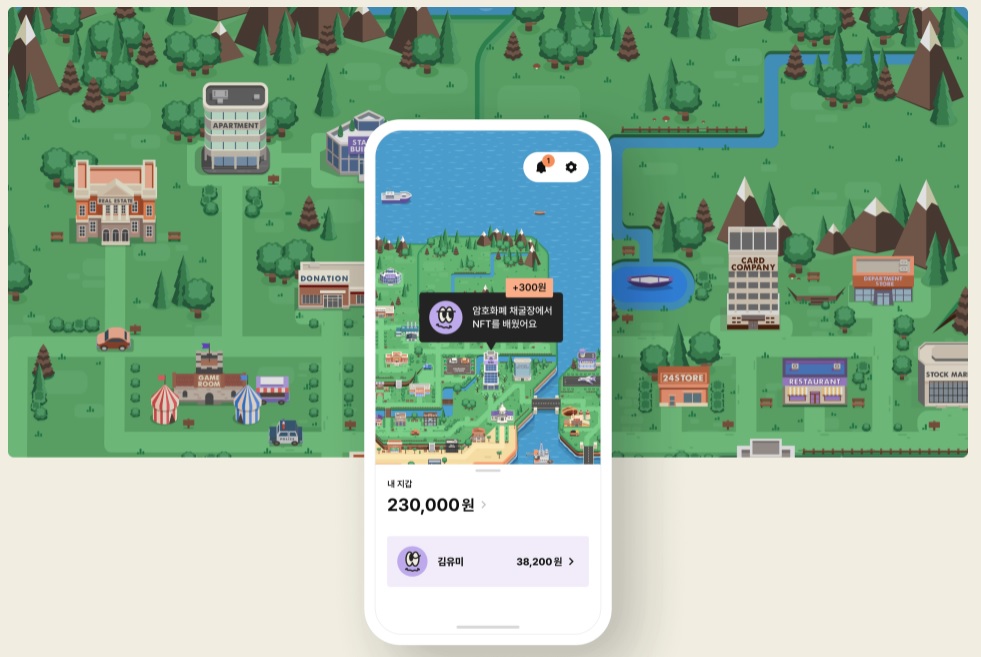 APARTMENT
STA
BUI
REAL ESTATE
DONATION
GAME
ROOM
POLICE
1
+300원
암호화폐 채굴장에서
NFT를 배웠어요
내 지갑
230,000원
김유미
38,200원
CARD
COMPANY
DEPARTMENT
STORE
24STORE
RESTAURANT
STOCK MAR